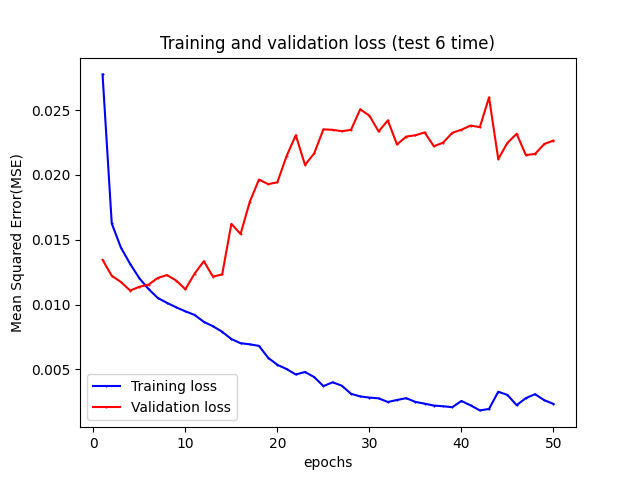 Training and validation loss (test 6 time)
Mean Squared Error(MSE)
0.025
0.020
0.015
0.010
0.005
Training loss
Validation loss
0 10 20 30 40 50
epochs